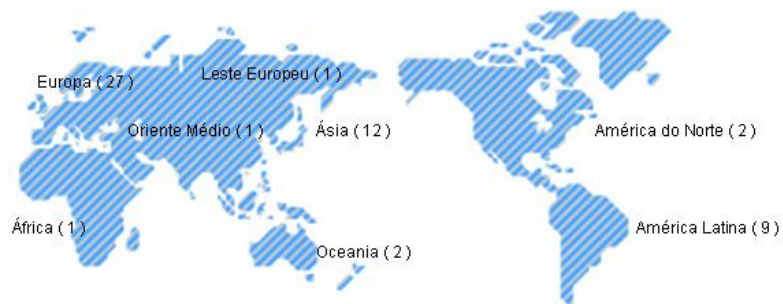 Europa ( 27 )
Leste Europeu ( 1 )
Oriente Médio ( 1 )
Ásia ( 12 )
América do Norte ( 2 )
África ( 1 )
Oceania ( 2 )
América Latina ( 9 )